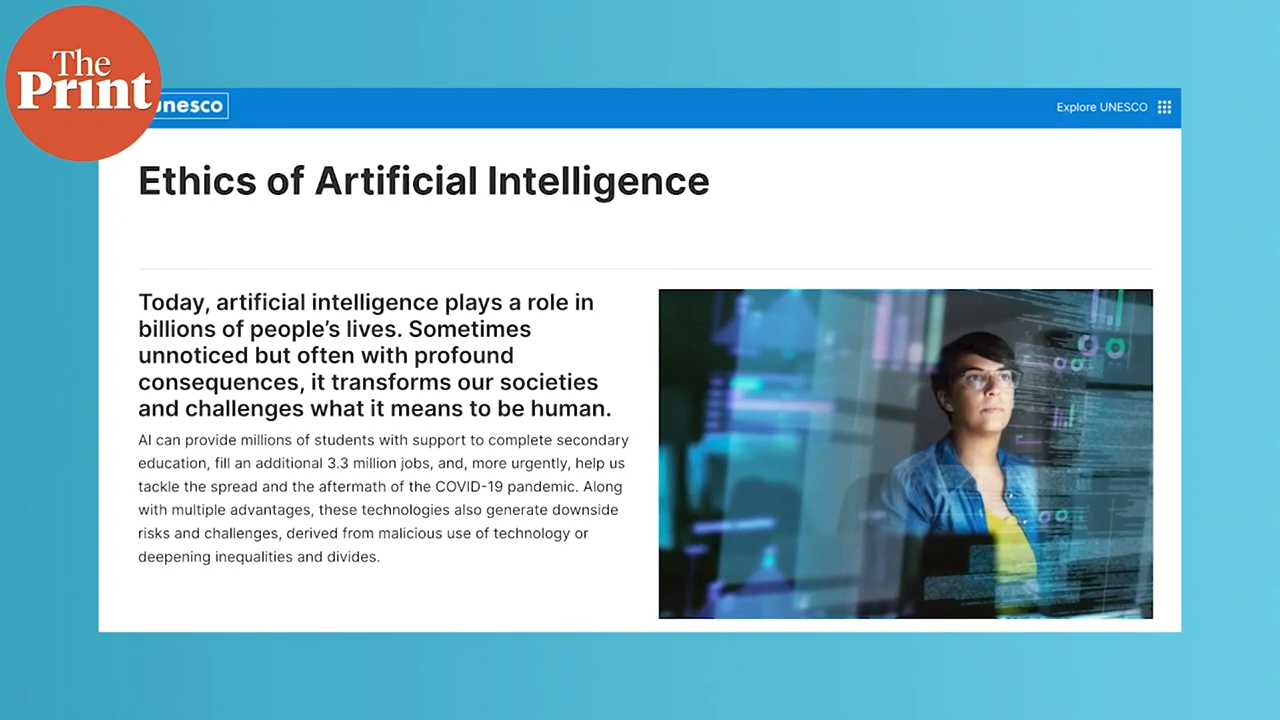 The
Print
unesco
Explore UNESCO
Ethics of Artificial Intelligence
Today, artificial intelligence plays a role in
billions of people’s lives. Sometimes
unnoticed but often with profound
consequences, it transforms our societies
and challenges what it means to be human.
AI can provide millions of students with support to complete secondary
education, fill an additional 3.3 million jobs, and, more urgently, help us
tackle the spread and the aftermath of the COVID-19 pandemic. Along
with multiple advantages, these technologies also generate downside
risks and challenges, derived from malicious use of technology or
deepening inequalities and divides.